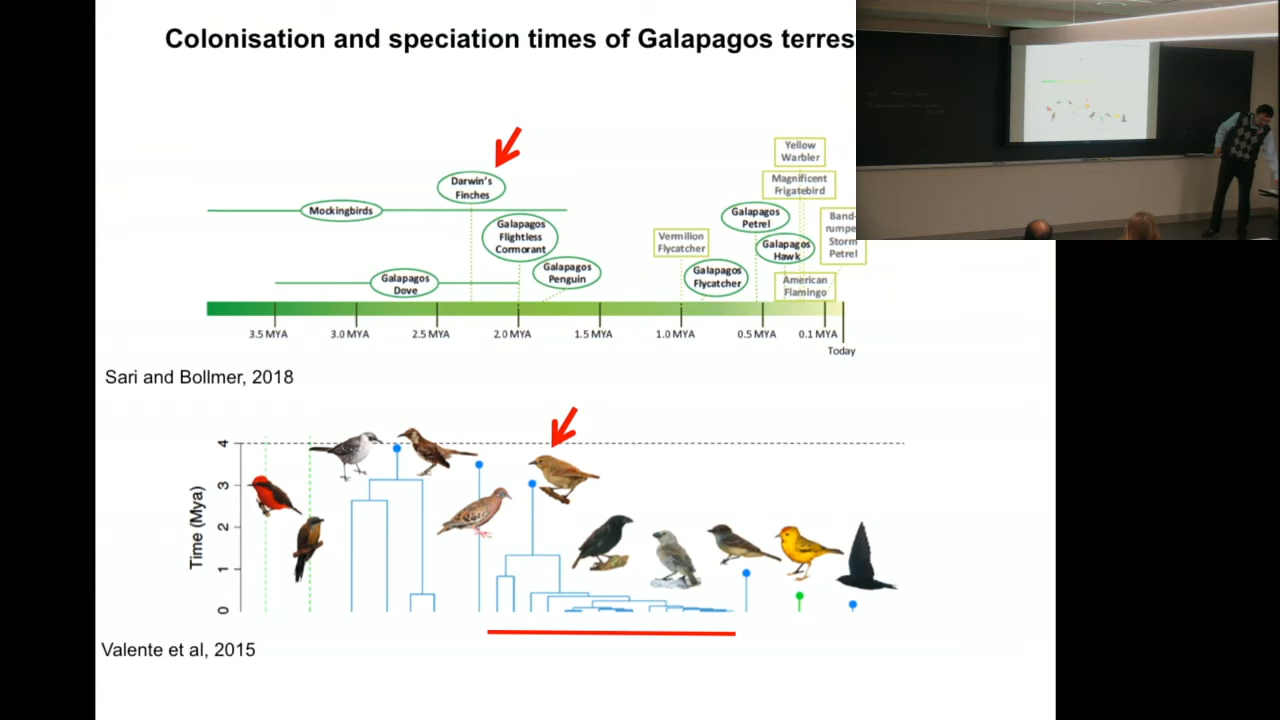 Colonisation and speciation times of Galapagos terres
Yellow
Warbler
Magnificent
Frigatebird
Darwin's
Finches
Mockingbirds
Galapagos
Flightless
Cormorant
Galapagos
Petrel
Band-
rumpe
Storm
Petrel
Vermilion
Flycatcher
Galapagos
Hawk
Galapagos
Dove
Galapagos
Penguin
Galapagos
Flycatcher
American
Flamingo
3.5 MYA 3.0 MYA 2.5 MYA 2.0 MYA 1.5 MYA 1.0 MYA 0.5 MYA 0.1 MYA
Today
Sari and Bollmer, 2018
Time (Mya)
4
3
2
1
0
Valente et al, 2015